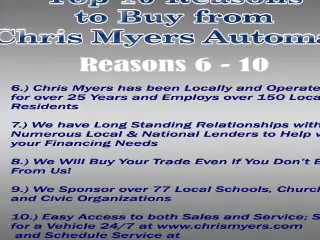 Top 10 Reasons
to Buy from
Chris Myers Automa
Reasons 6 - 10
6.) Chris Myers has been Locally and Operate
for over 25 Years and Employs over 150 Loca
Residents
7.) We have Long Standing Relationships with
Numerous Local & National Lenders to Help w
your Financing Needs
8.) We Will Buy Your Trade Even if You Don't B
From Us!
9.) We Sponsor over 77 Local Schools, Church
and Civic Organizations
10.) Easy Access to both Sales and Service; S
for a Vehicle 24/7 at www.chrismyers.com
and Schedule Service at